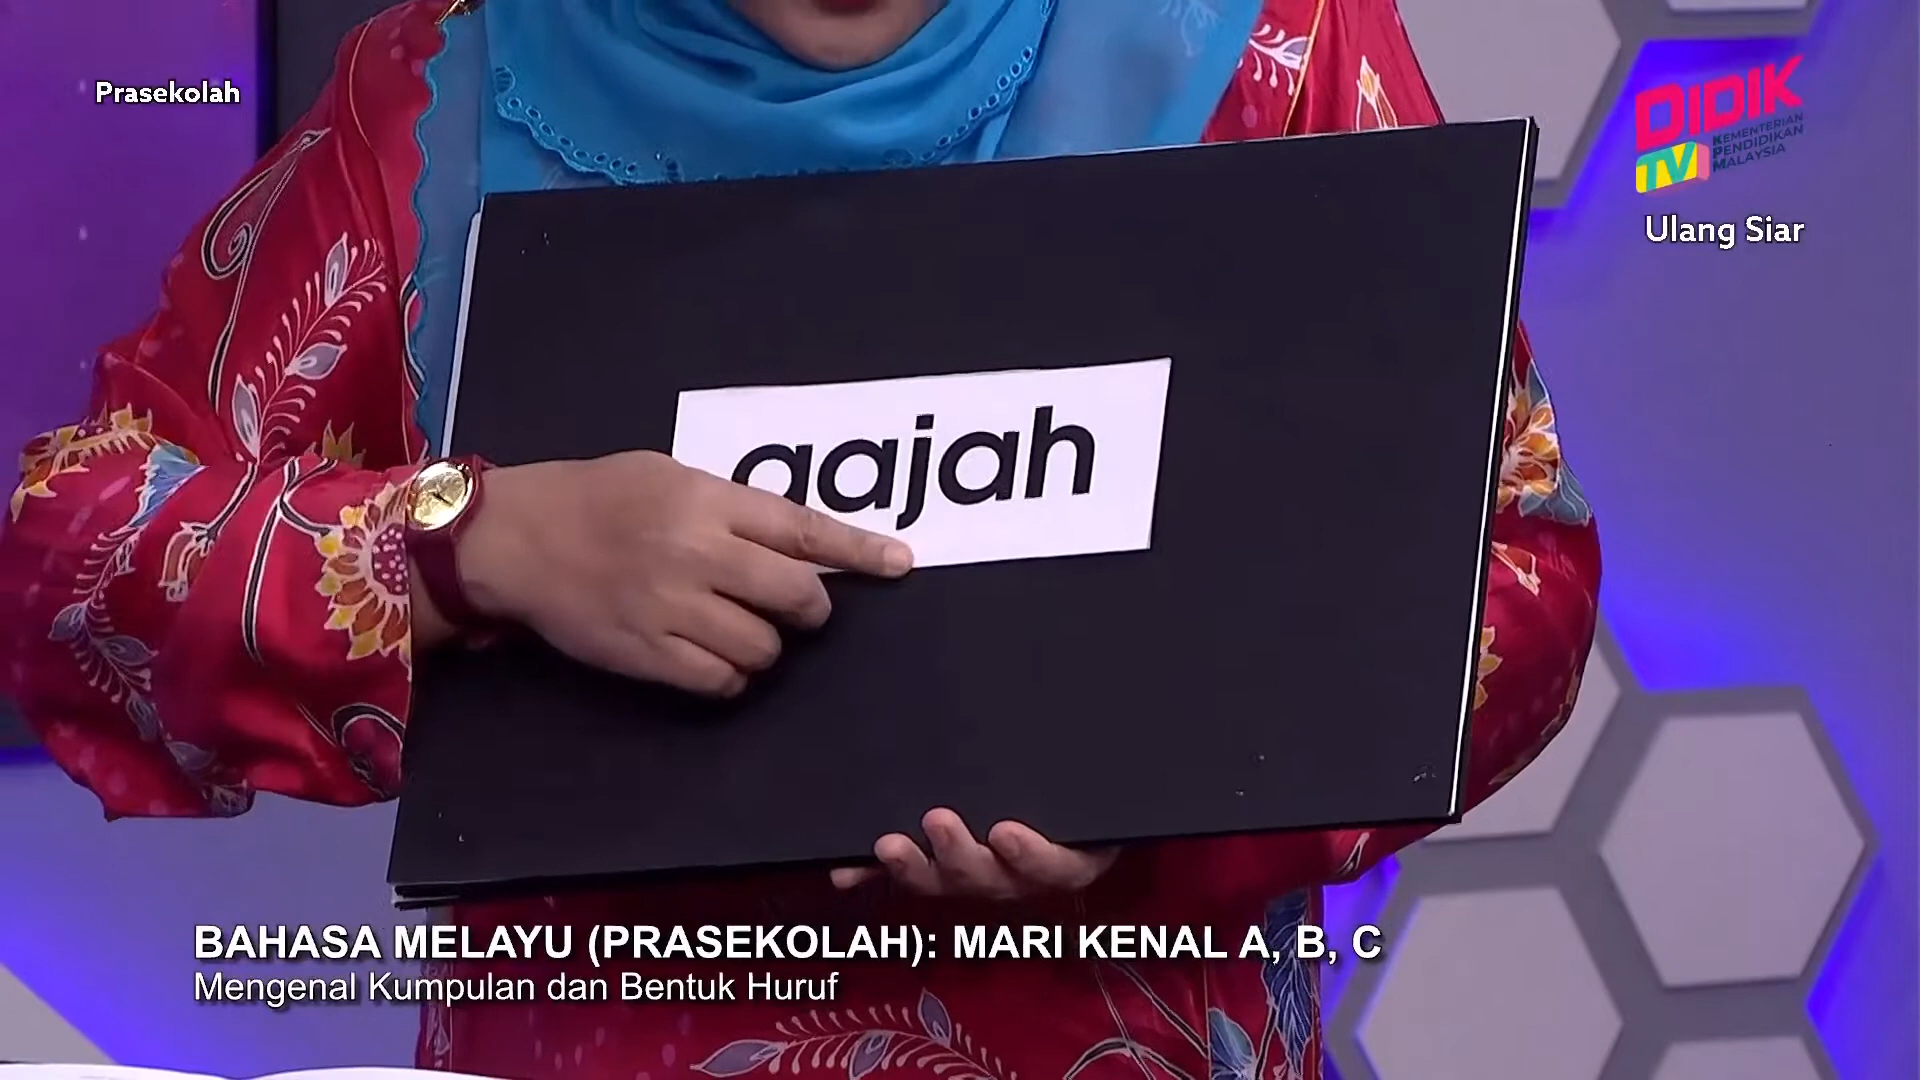 Prasekolah
DIDIK
TV
KEMENTERIAN
PENDIDIKAN
MALAYSIA
Ulang Siar
gajah
BAHASA MELAYU (PRASEKOLAH): MARI KENAL A, B, C
Mengenal Kumpulan dan Bentuk Huruf